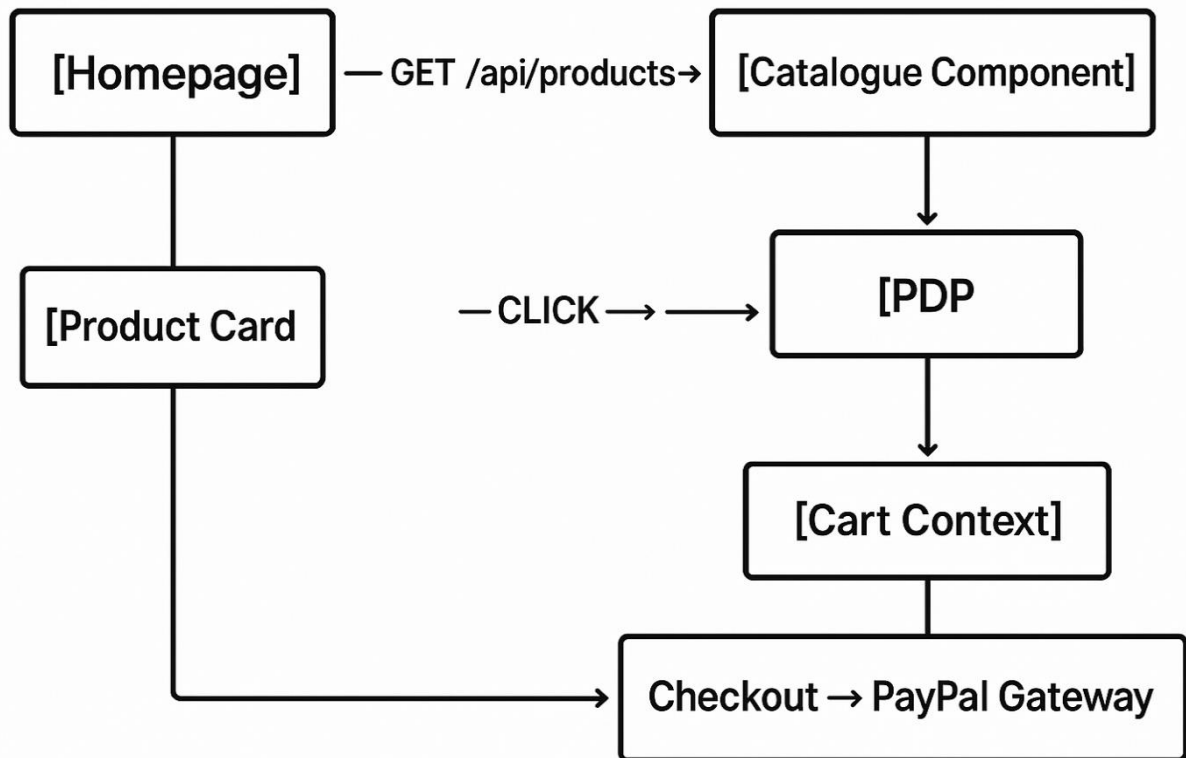 [Homepage] — GET /api/products→ [Catalogue Component]
[Product Card — CLICK → [PDP
[Cart Context]
Checkout → PayPal Gateway